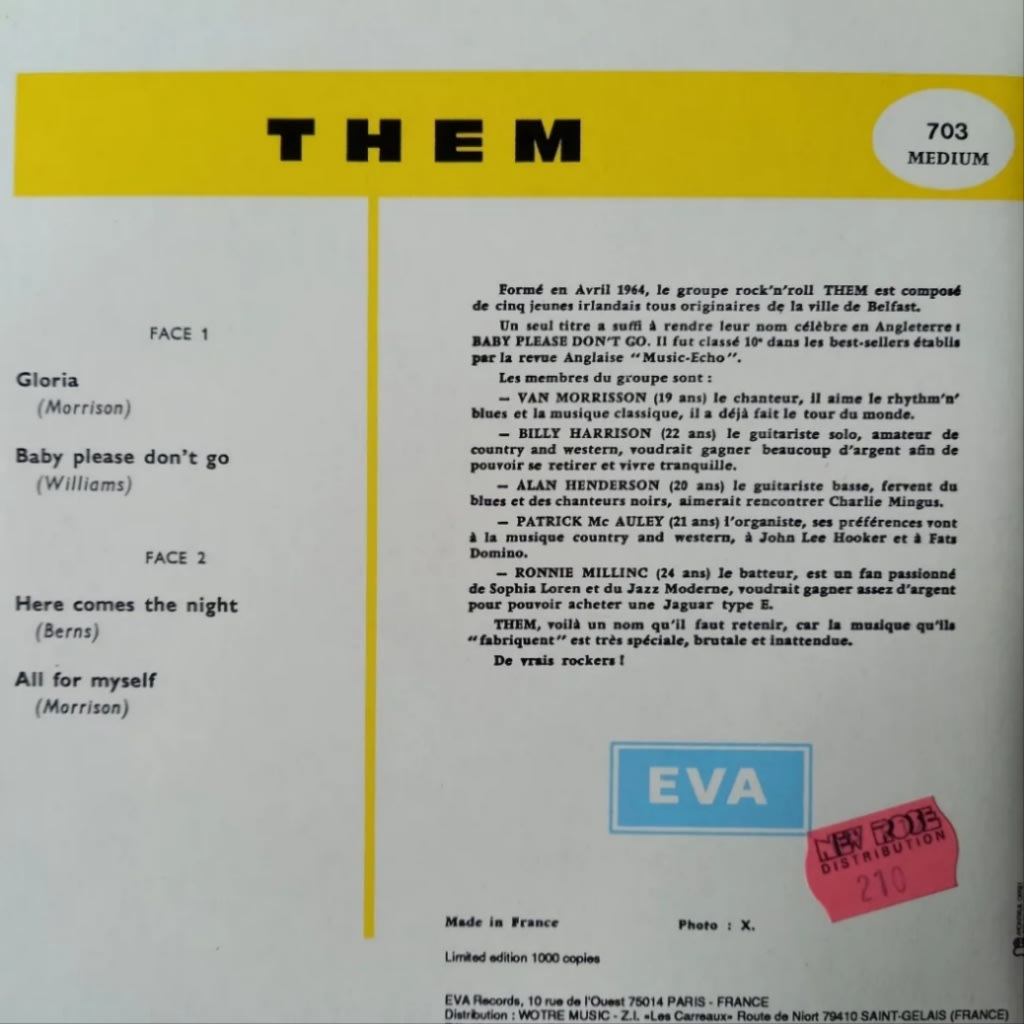 THEM
703
MEDIUM
FACE 1
Gloria
(Morrison)
Baby please don't go
(Williams)
FACE 2
Here comes the night
(Berns)
All for myself
(Morrison)
Formé en Avril 1964, le groupe rock'n'roll THEM est composé
de cinq jeunes irlandais tous originaires de la ville de Belfast.
Un seul titre a suffi à rendre leur nom célèbre en Angleterre :
BABY PLEASE DON'T GO. Il fut classé 10e dans les best-sellers établis
par la revue Anglaise "Music-Echo".
Les membres du groupe sont :
— VAN MORRISSON (19 ans) le chanteur, il aime le rhythm'n'
blues et la musique classique, il a déjà fait le tour du monde.
— BILLY HARRISON (22 ans) le guitariste solo, amateur de
country and western, voudrait gagner beaucoup d'argent afin de
pouvoir se retirer et vivre tranquille.
— ALAN HENDERSON (20 ans) le guitariste basse, fervent du
blues et des chanteurs noirs, aimerait rencontrer Charlie Mingus.
— PATRICK Mc AULEY (21 ans) l'organiste, ses préférences vont
à la musique country and western, à John Lee Hooker et à Fats
Domino.
— RONNIE MILLINC (24 ans) le batteur, est un fan passionné
de Sophia Loren et du Jazz Moderne, voudrait gagner assez d'argent
pour pouvoir acheter une Jaguar type E.
THEM, voilà un nom qu'il faut retenir, car la musique qu'ils
"fabriquent" est très spéciale, brutale et inattendue.
De vrais rockers !
EVA
NEW ROSE
DISTRIBUTION
210
Made in France
Photo : X.
Limited edition 1000 copies
EVA Records, 10 rue de l'Ouest 75014 PARIS - FRANCE
Distribution : WOTRE MUSIC - Z.I. «Les Carreaux» Route de Niort 79410 SAINT-GELAIS (FRANCE)